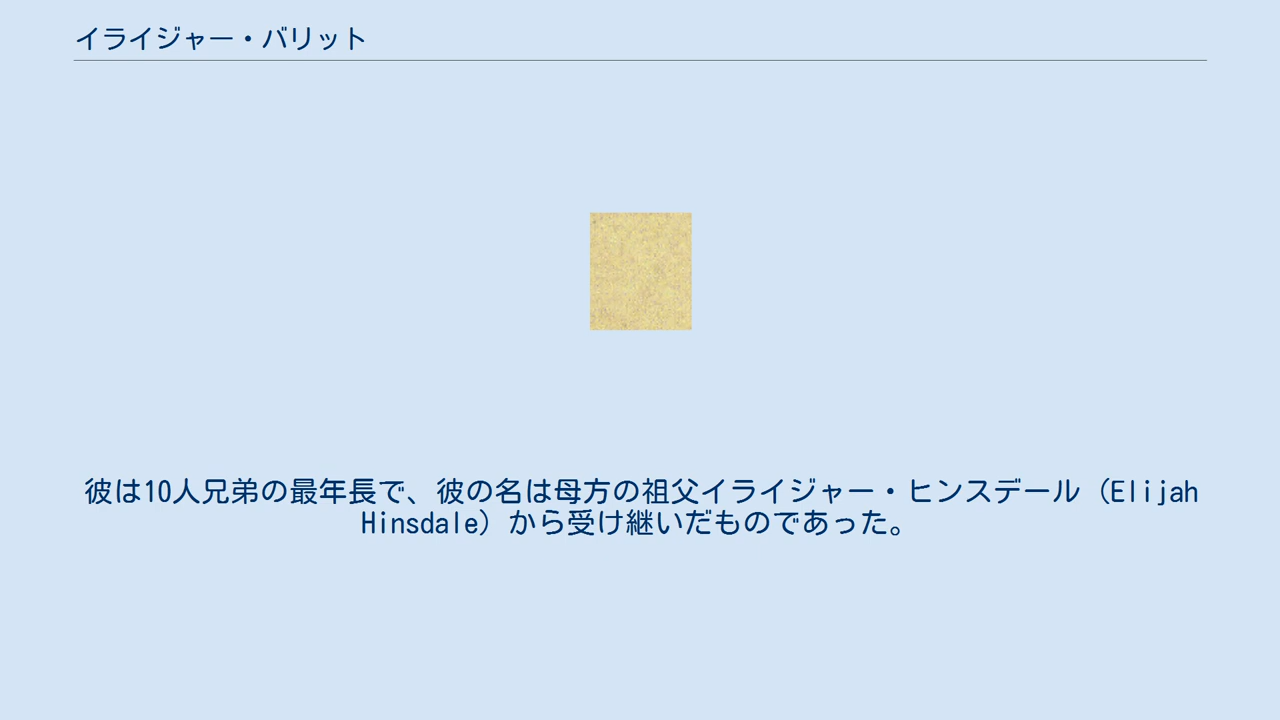 イライジャー・バリット
彼は10人兄弟の最年長で、彼の名は母方の祖父イライジャー・ヒンスデール（Elijah
Hinsdale）から受け継いだものであった。